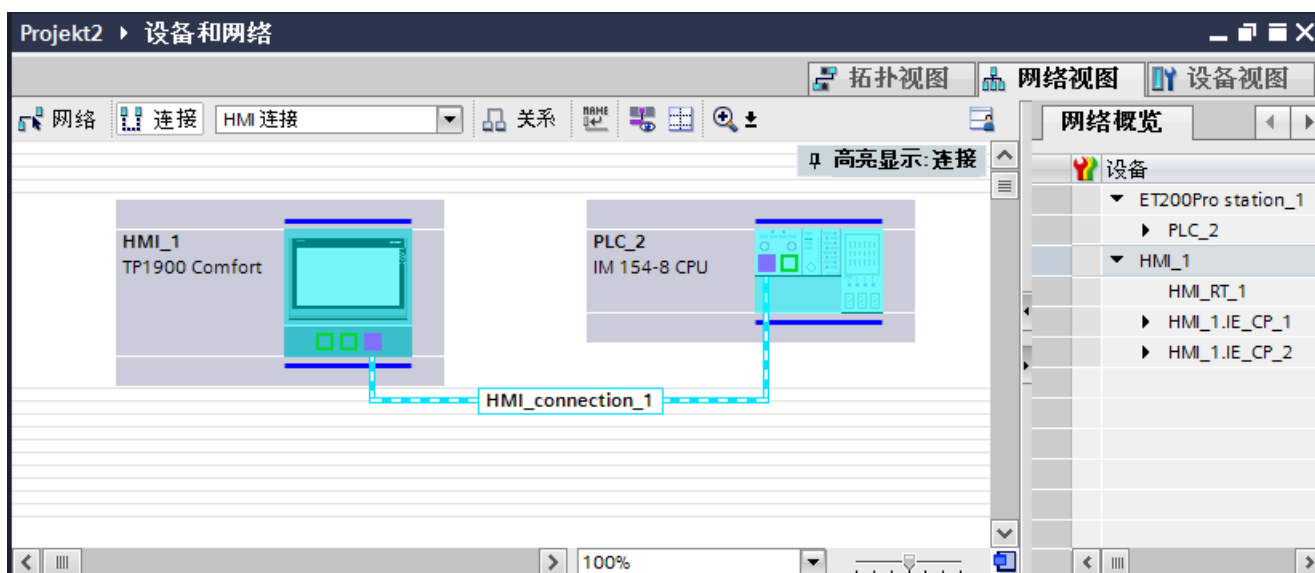 Projekt2 ▸ 设备和网络
拓扑视图 网络视图 设备视图
网络 连接 HMI 连接 关系 NAME 网络概览
高亮显示:连接
设备
ET200Pro station_1
PLC_2
HMI_1
HMI_RT_1
HMI_1.IE_CP_1
HMI_1.IE_CP_2
HMI_1
TP1900 Comfort
PLC_2
IM 154-8 CPU
HMI_connection_1
100%